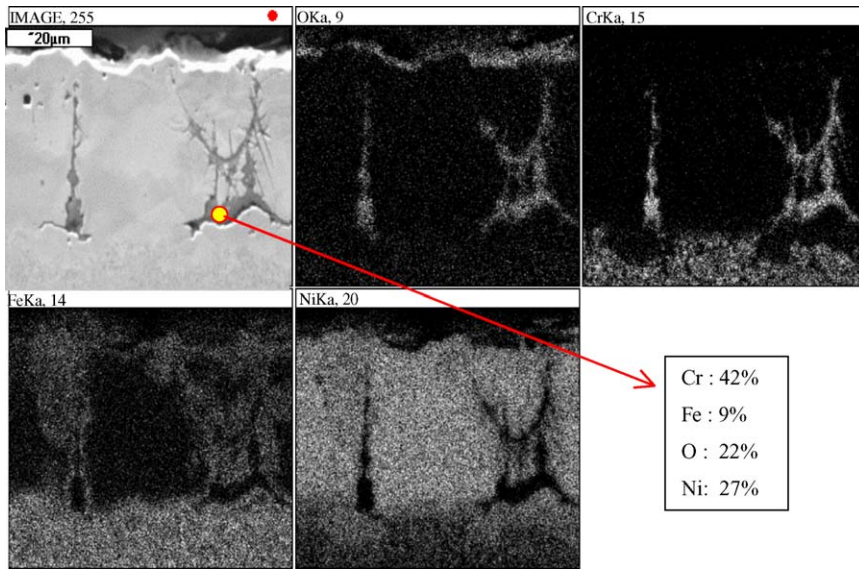 IMAGE, 255
OKa, 9
CrKa, 15
~20µm
FeKa, 14
NiKa, 20
Cr : 42%
Fe : 9%
O : 22%
Ni: 27%